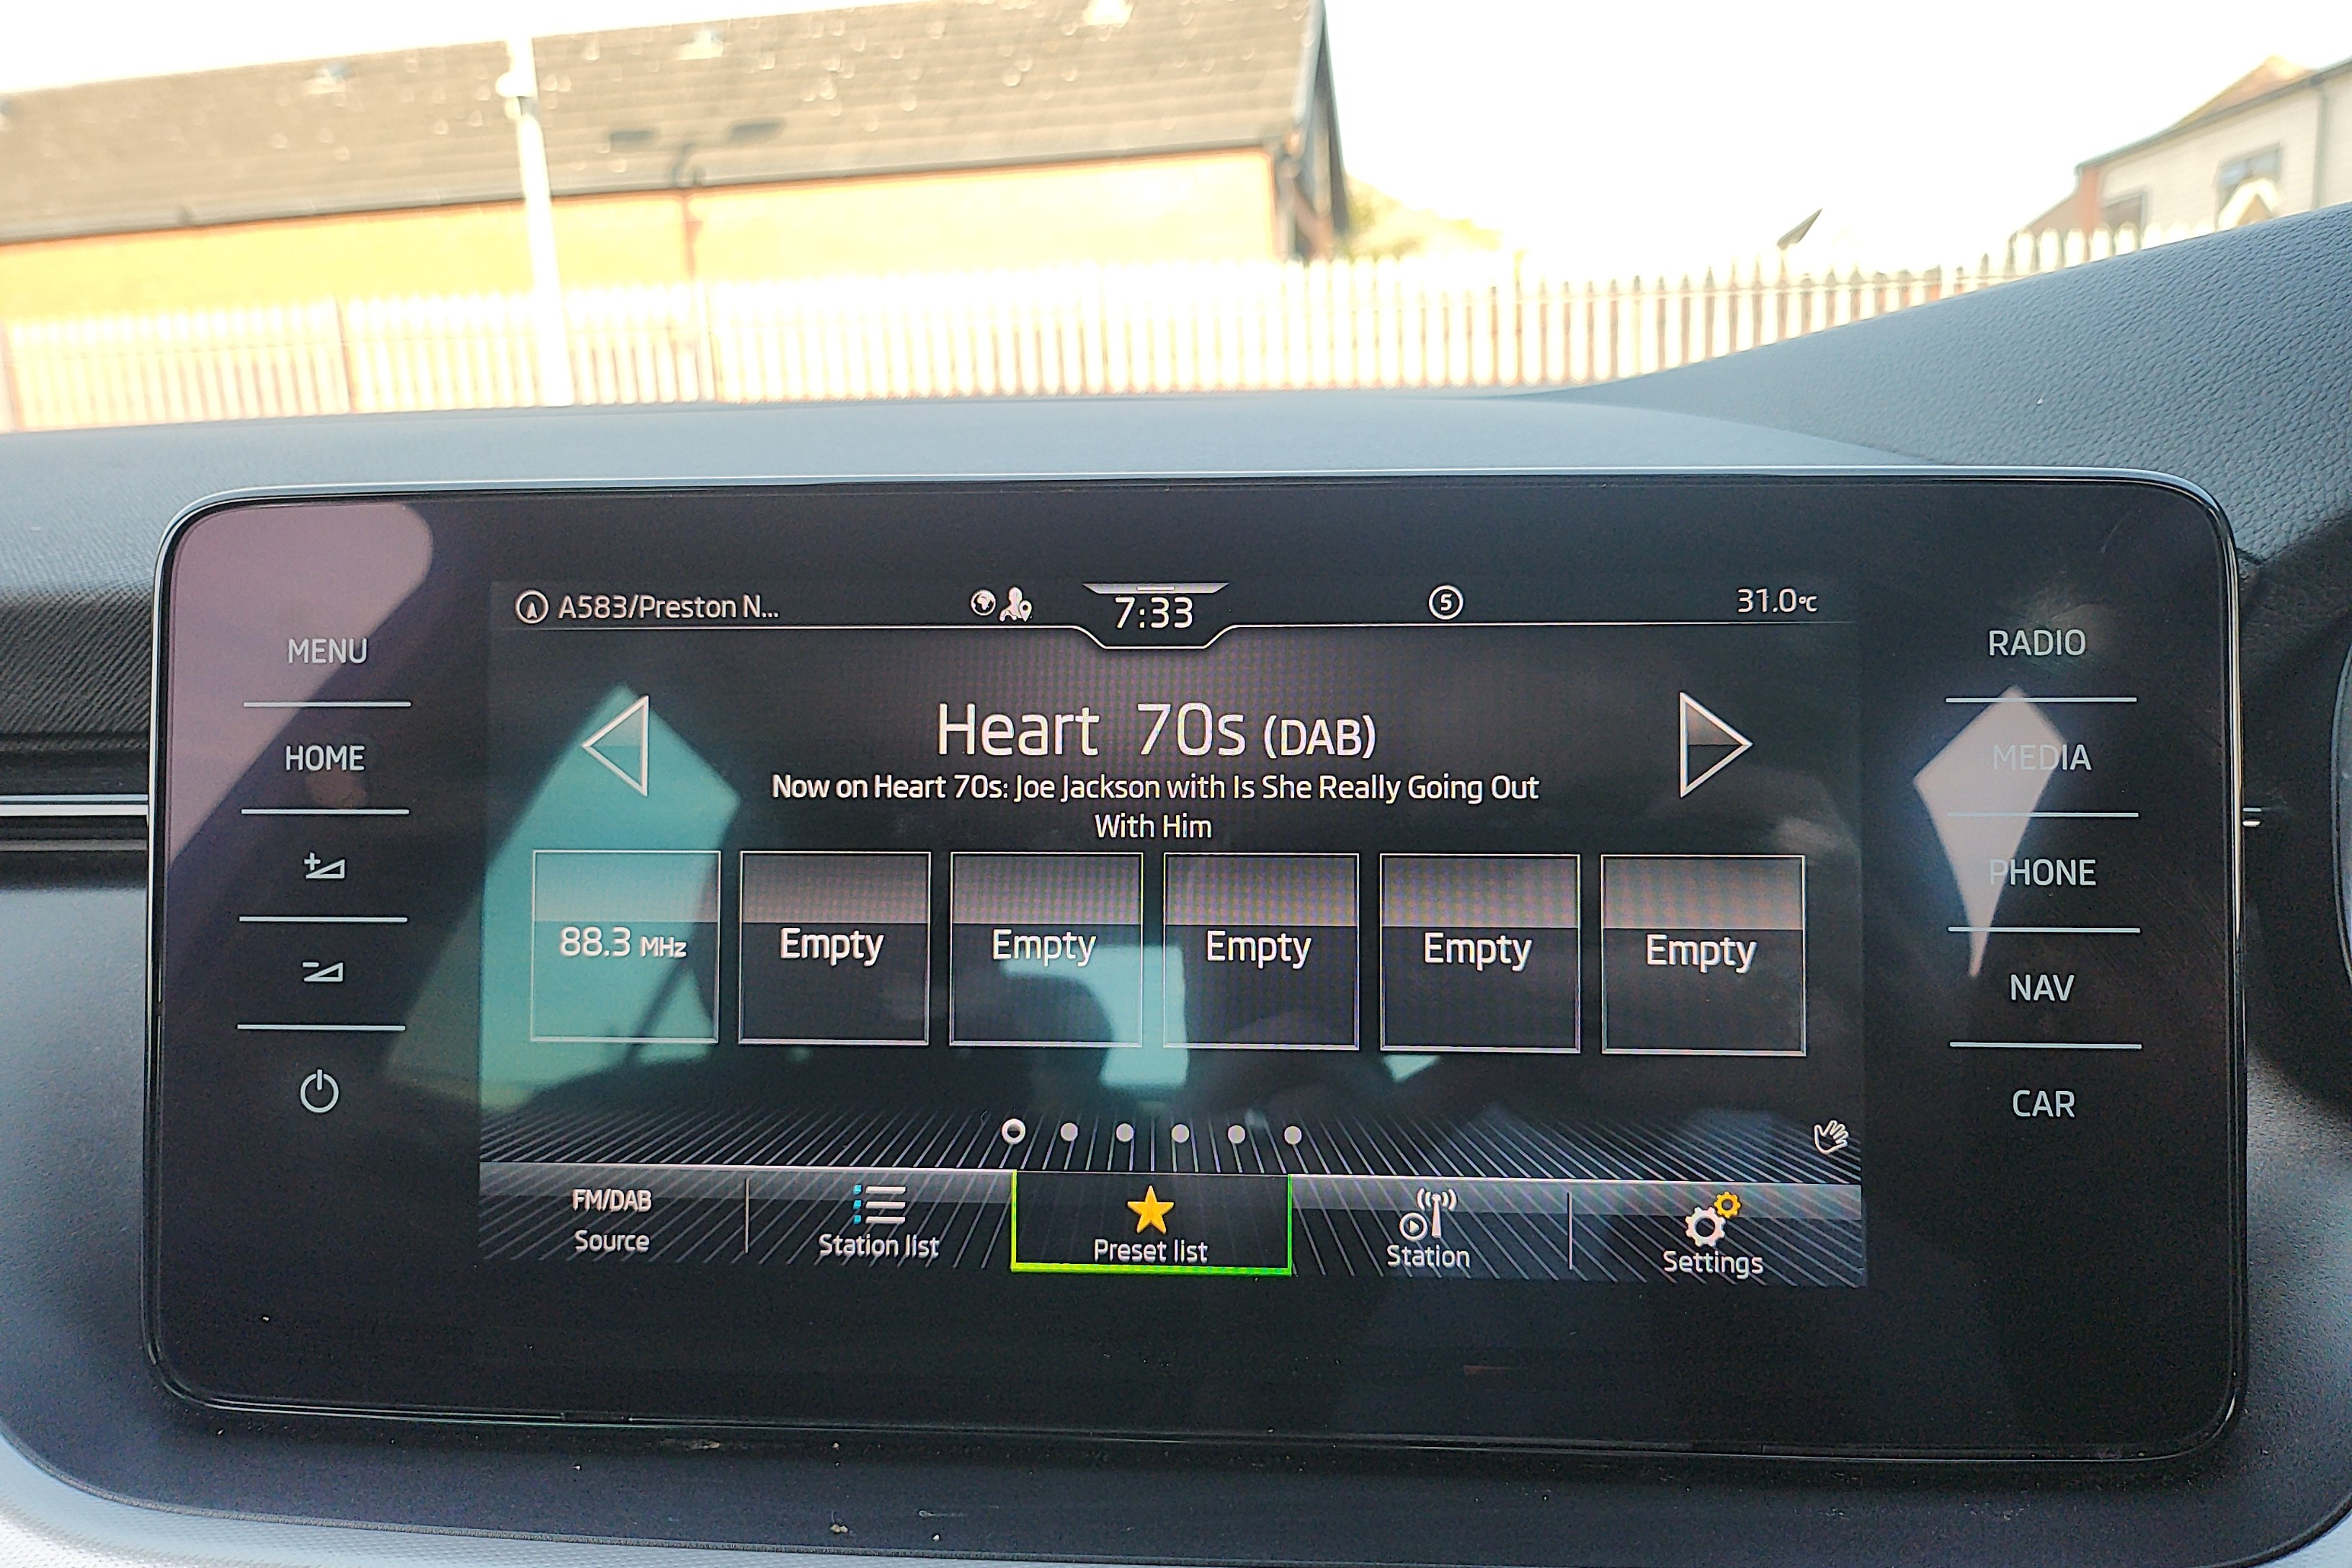 A583/Preston N...
7:33
5
31.0°C
MENU
HOME
RADIO
MEDIA
PHONE
NAV
CAR
Heart 70s (DAB)
Now on Heart 70s: Joe Jackson with Is She Really Going Out
With Him
88.3 MHz
Empty
Empty
Empty
Empty
Empty
FM/DAB
Source
Station list
Preset list
Station
Settings